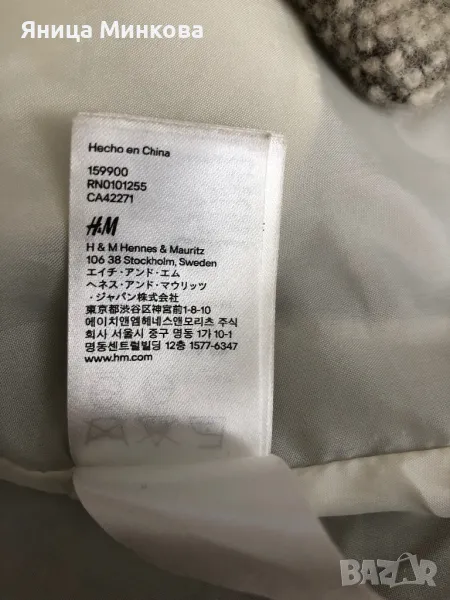 Яница Минкова
Hecho en China
159900
RN0101255
CA42271
H&M
H & M Hennes & Mauritz
106 38 Stockholm, Sweden
エイチ・アンド・エム
ヘネス・アンド・マウリッツ
・ジャパン株式会社
東京都渋谷区神宮前1-8-10
에이치앤엠헤네스앤모리츠 주식
회사 서울시 중구 명동 1가 10-1
명동센트럴빌딩 12층 1577-6347
www.hm.com
BAZAR